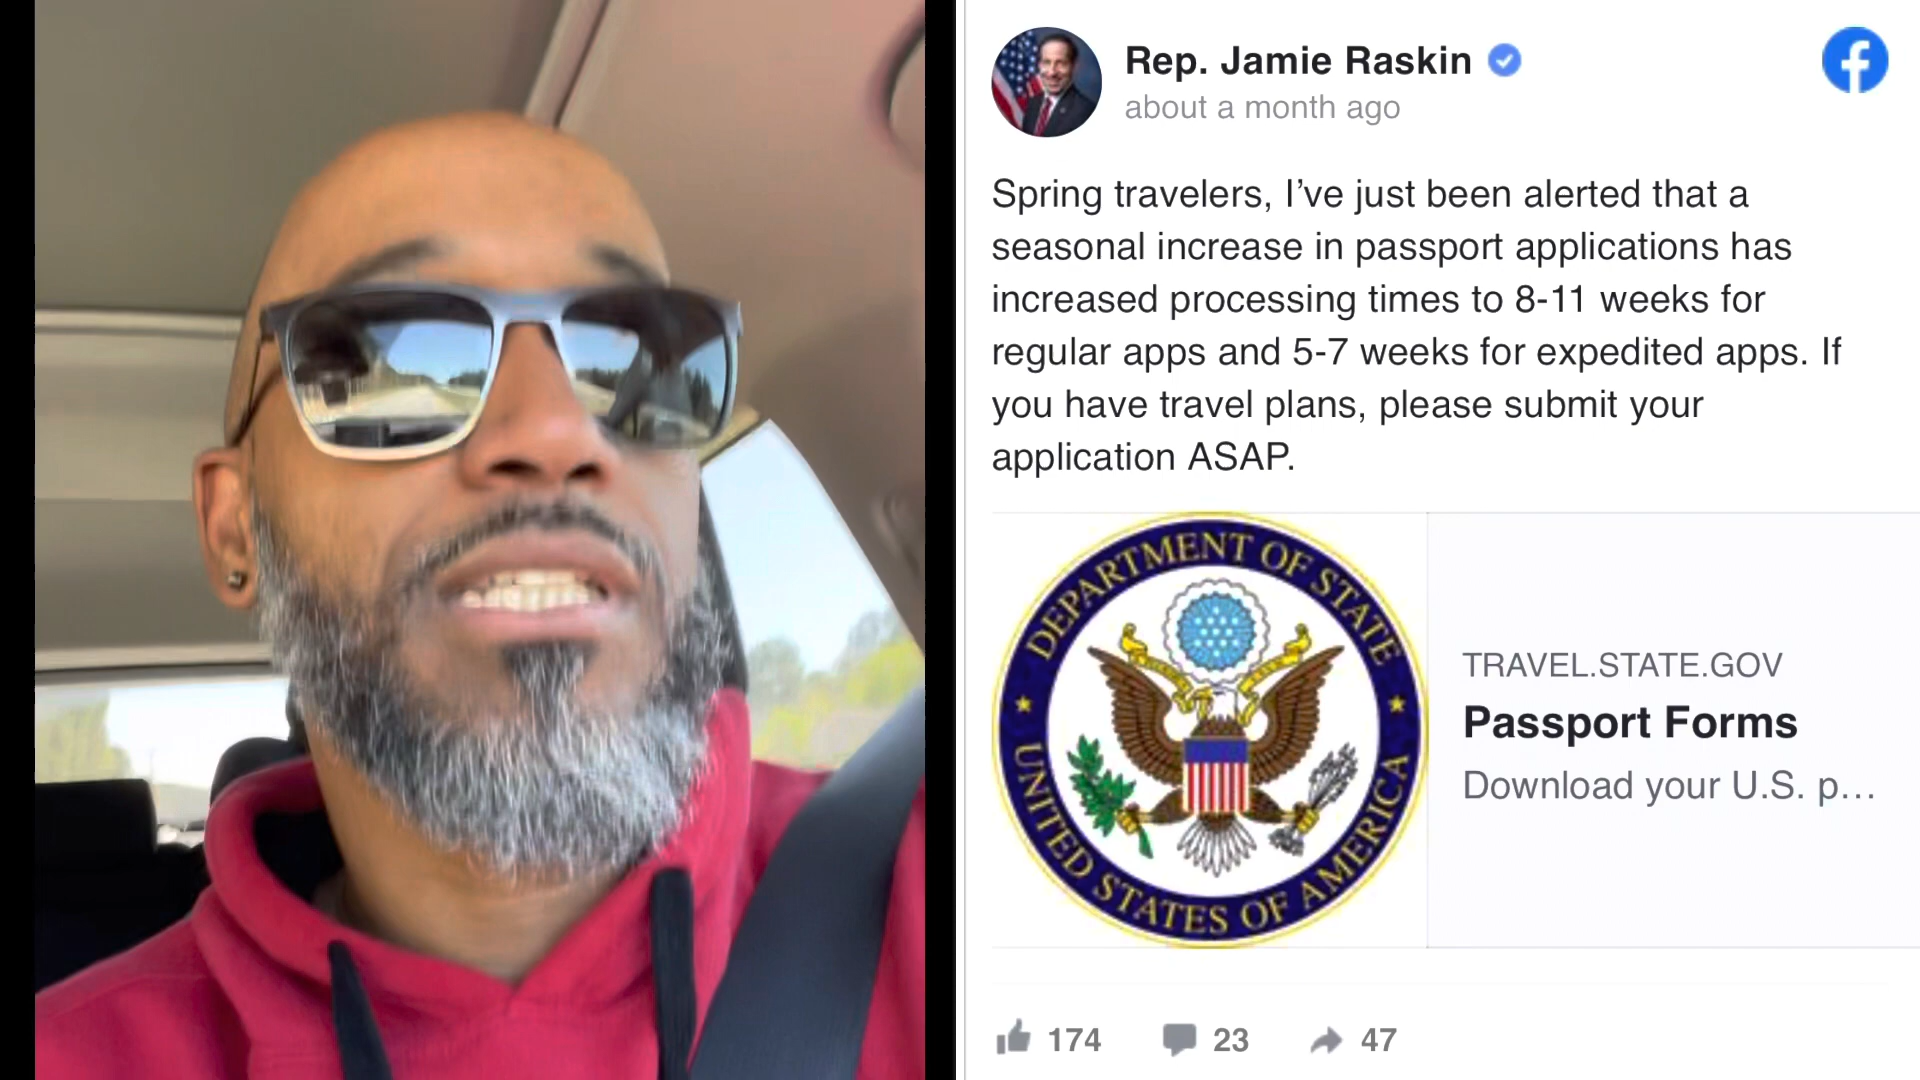 Rep. Jamie Raskin
about a month ago
Spring travelers, I’ve just been alerted that a
seasonal increase in passport applications has
increased processing times to 8-11 weeks for
regular apps and 5-7 weeks for expedited apps. If
you have travel plans, please submit your
application ASAP.
DEPARTMENT OF STATE
UNITED STATES OF AMERICA
TRAVEL.STATE.GOV
Passport Forms
Download your U.S. p...
174 23 47